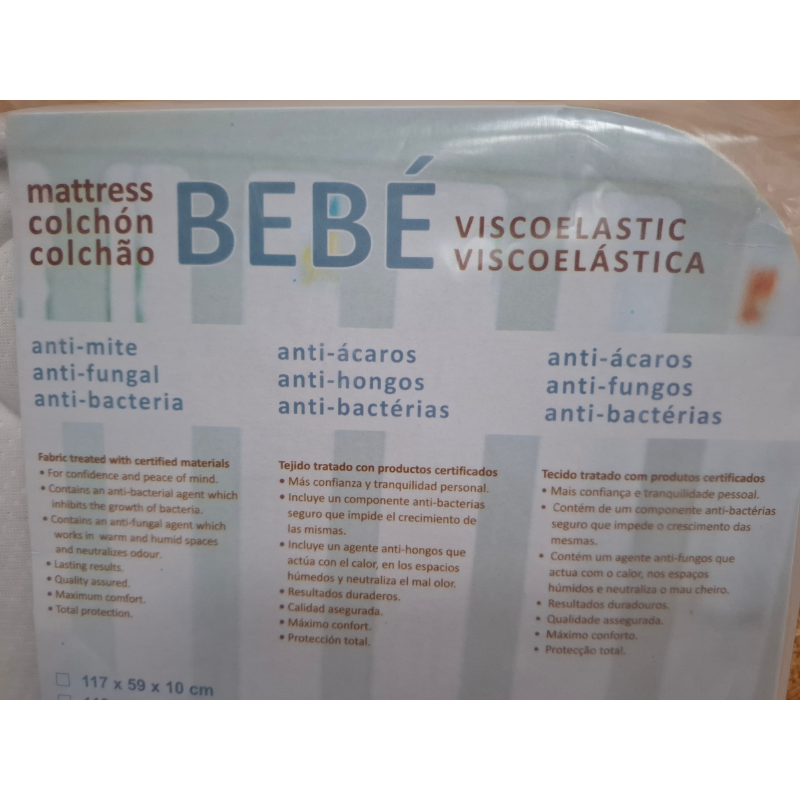 mattress
colchón
colchão
BEBÉ
VISCOELASTIC
VISCOELÁSTICA
anti-mite
anti-fungal
anti-bacteria
Fabric treated with certified materials
• For confidence and peace of mind.
• Contains an anti-bacterial agent which
inhibits the growth of bacteria.
• Contains an anti-fungal agent which
works in warm and humid spaces
and neutralizes odour.
• Lasting results.
• Quality assured.
• Maximum comfort.
• Total protection.
anti-ácaros
anti-hongos
anti-bactérias
Tejido tratado con productos certificados
• Más confianza y tranquilidad personal.
• Incluye un componente anti-bacterias
seguro que impide el crecimiento de
las mismas.
• Incluye un agente anti-hongos que
actúa con el calor, en los espacios
húmedos y neutraliza el mal olor.
• Resultados duraderos.
• Calidad asegurada.
• Máximo confort.
• Protección total.
anti-ácaros
anti-fungos
anti-bactérias
Tecido tratado com produtos certificados
• Mais confiança e tranquilidade pessoal.
• Contém de um componente anti-bactérias
seguro que impede o crescimento das
mesmas.
• Contém um agente anti-fungos que
actua com o calor, nos espaços
húmidos e neutraliza o mau cheiro.
• Resultados duradouros.
• Qualidade assegurada.
• Máximo conforto.
• Protecção total.
117 x 59 x 10 cm